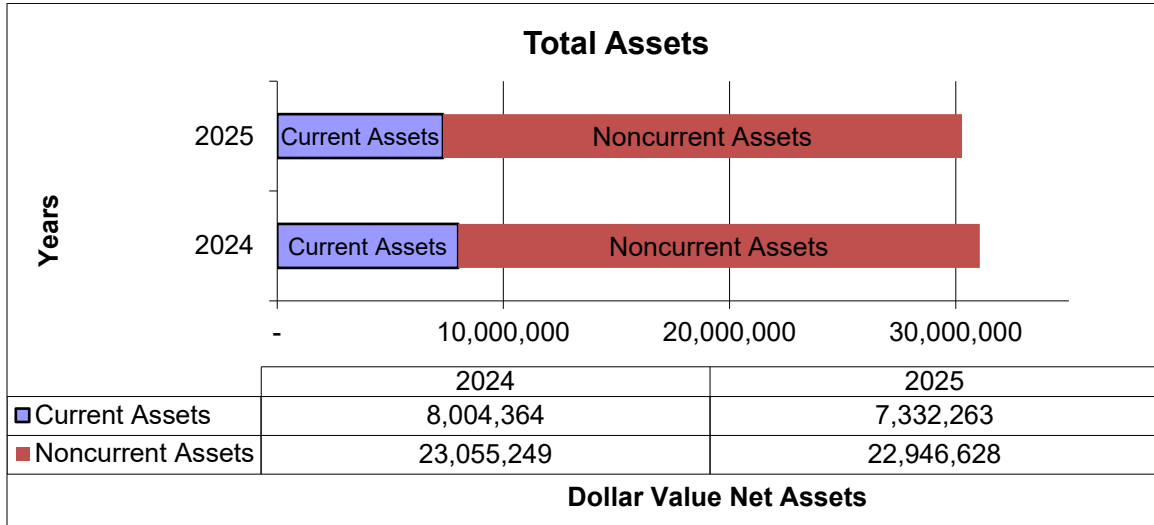 Total Assets
2025
Current Assets
Noncurrent Assets
Years
2024
Current Assets
Noncurrent Assets
- 10,000,000 20,000,000 30,000,000
2024 2025
Current Assets 8,004,364 7,332,263
Noncurrent Assets 23,055,249 22,946,628
Dollar Value Net Assets